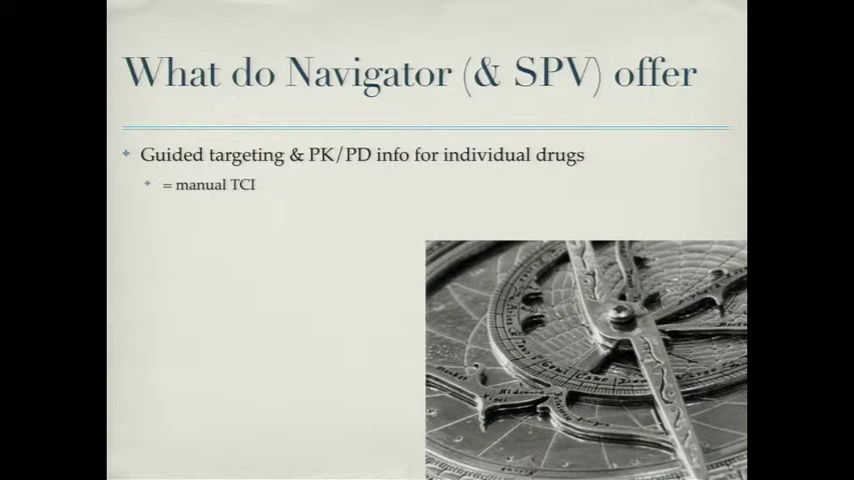 What do Navigator (& SPV) offer
Guided targeting & PK/PD info for individual drugs
= manual TCI